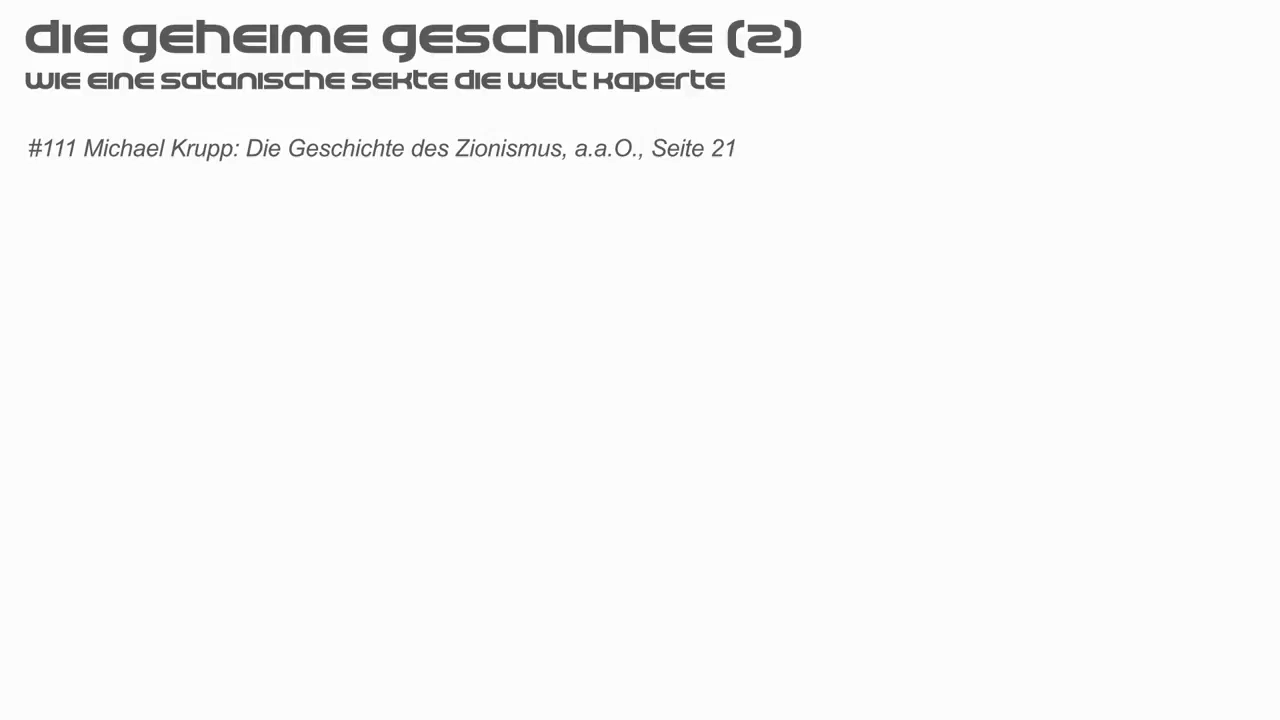 DIE GEHEIME GESCHICHTE (2)
WIE EINE SATANISCHE SEKTE DIE WELT KAPERTE
#111 Michael Krupp: Die Geschichte des Zionismus, a.a.O., Seite 21